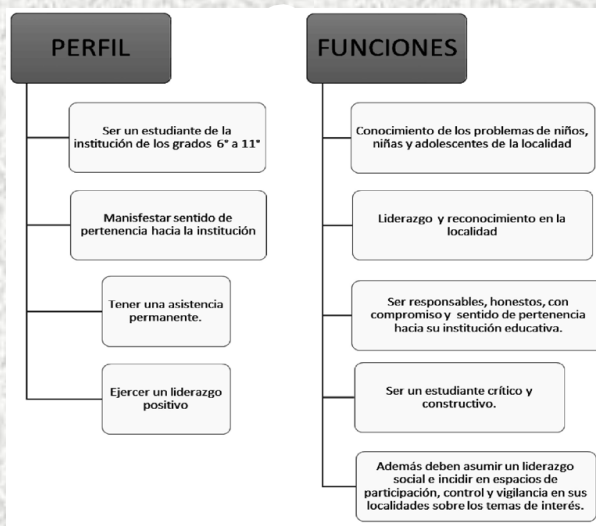 PERFIL
Ser un estudiante de la
institución de los grados 6° a 11°
Manisfestar sentido de
pertenencia hacia la institución
Tener una asistencia
permanente.
Ejercer un liderazgo
positivo
FUNCIONES
Conocimiento de los problemas de niños,
niñas y adolescentes de la localidad
Liderazgo y reconocimiento en la
localidad
Ser responsables, honestos, con
compromiso y sentido de pertenencia
hacia su institución educativa.
Ser un estudiante crítico y
constructivo.
Además deben asumir un liderazgo
social e incidir en espacios de
participación, control y vigilancia en sus
localidades sobre los temas de interés.